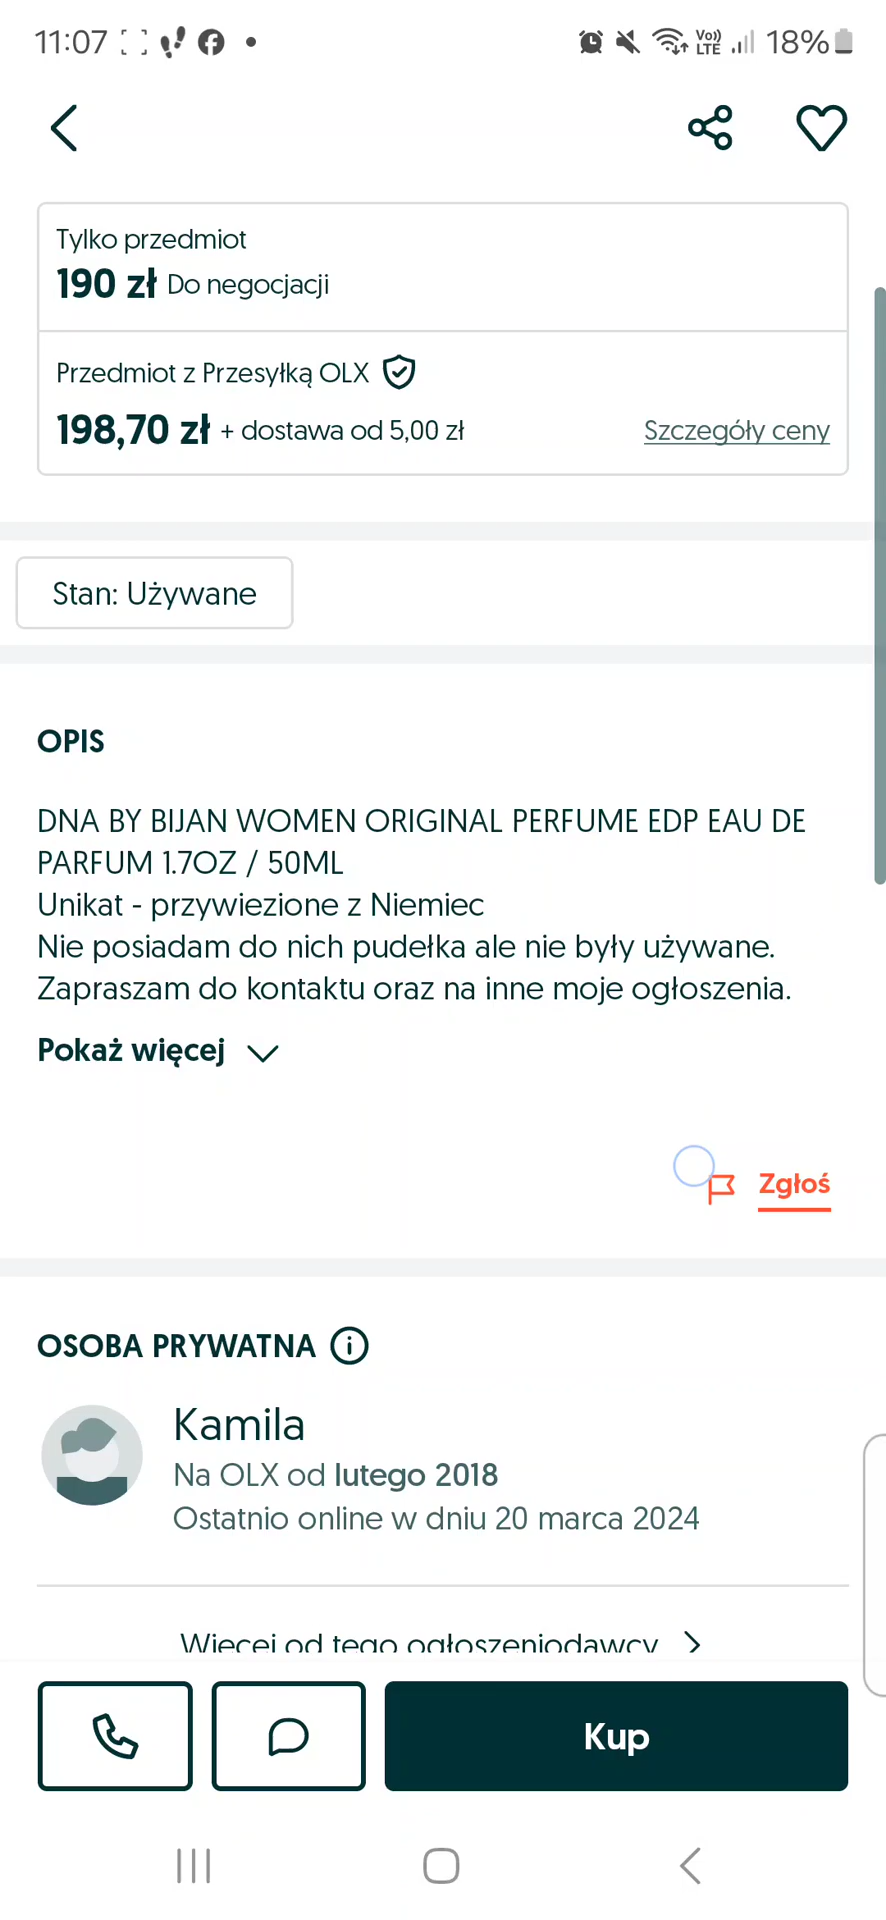 11:07
Vo))
LTE
18%
Tylko przedmiot
190 zł Do negocjacji
Przedmiot z Przesyłką OLX
198,70 zł + dostawa od 5,00 zł
Szczegóły ceny
Stan: Używane
OPIS
DNA BY BIJAN WOMEN ORIGINAL PERFUME EDP EAU DE
PARFUM 1.7OZ / 50ML
Unikat - przywiezione z Niemiec
Nie posiadam do nich pudełka ale nie były używane.
Zapraszam do kontaktu oraz na inne moje ogłoszenia.
Pokaż więcej
Zgłoś
OSOBA PRYWATNA
Kamila
Na OLX od lutego 2018
Ostatnio online w dniu 20 marca 2024
Więcej od tego ogłoszeniodawcy
Kup